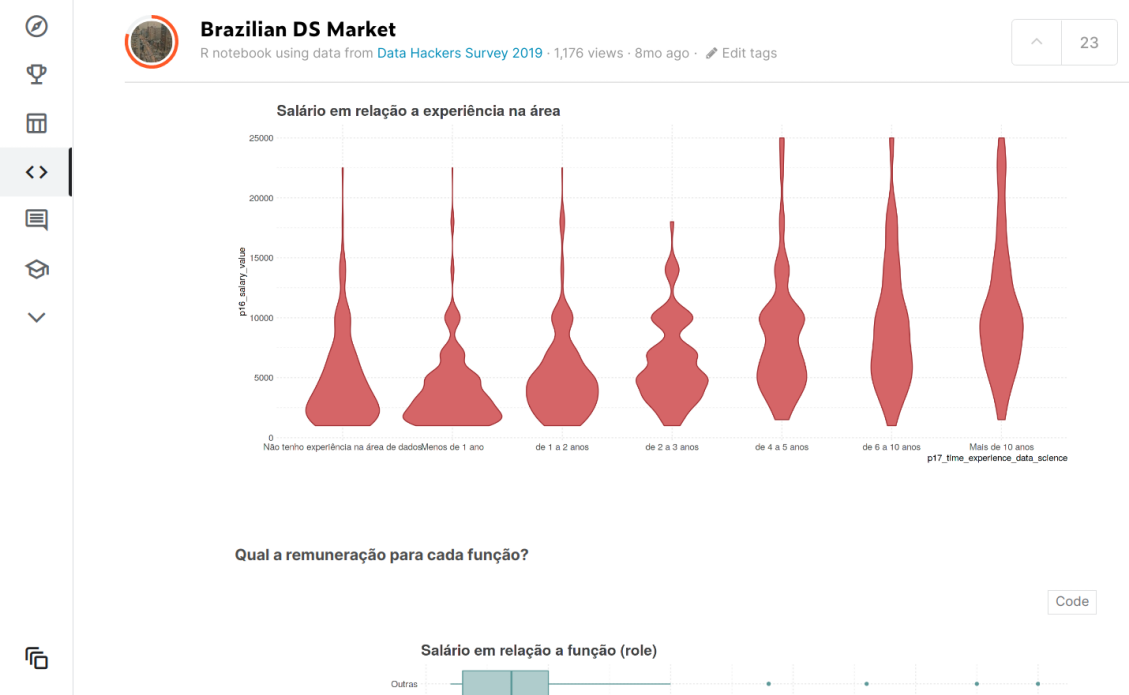 Brazilian DS Market
R notebook using data from Data Hackers Survey 2019 · 1,176 views · 8mo ago · Edit tags
23
Salário em relação a experiência na área
25000
20000
15000
10000
5000
0
p16_salary_value
Não tenho experiência na área de dados Menos de 1 ano de 1 a 2 anos de 2 a 3 anos de 4 a 5 anos de 6 a 10 anos Mais de 10 anos
p17_time_experience_data_science
Qual a remuneração para cada função?
Code
Salário em relação a função (role)
Outras